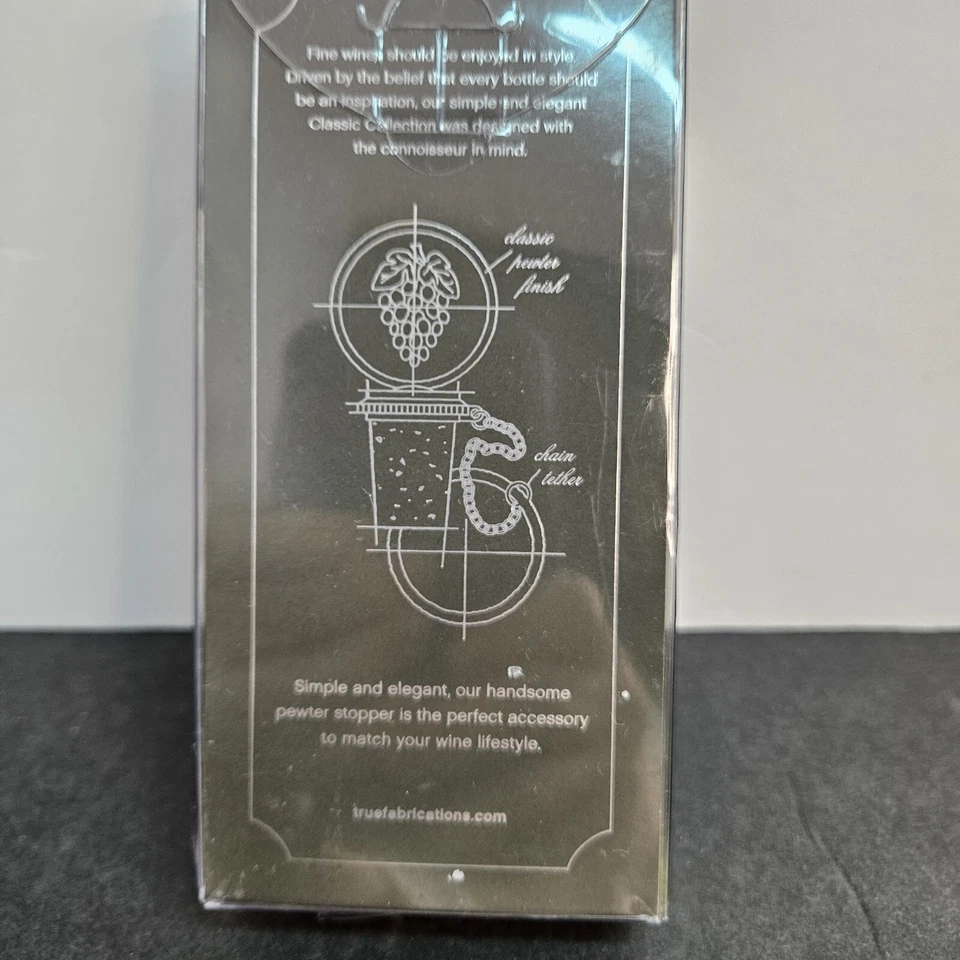 Fine wines should be enjoyed in style.
Driven by the belief that every bottle should
be an inspiration, our simple and elegant
Classic Collection was designed with
the connoisseur in mind.
classic
pewter
finish
chain
tether
Simple and elegant, our handsome
pewter stopper is the perfect accessory
to match your wine lifestyle.
truefabrications.com